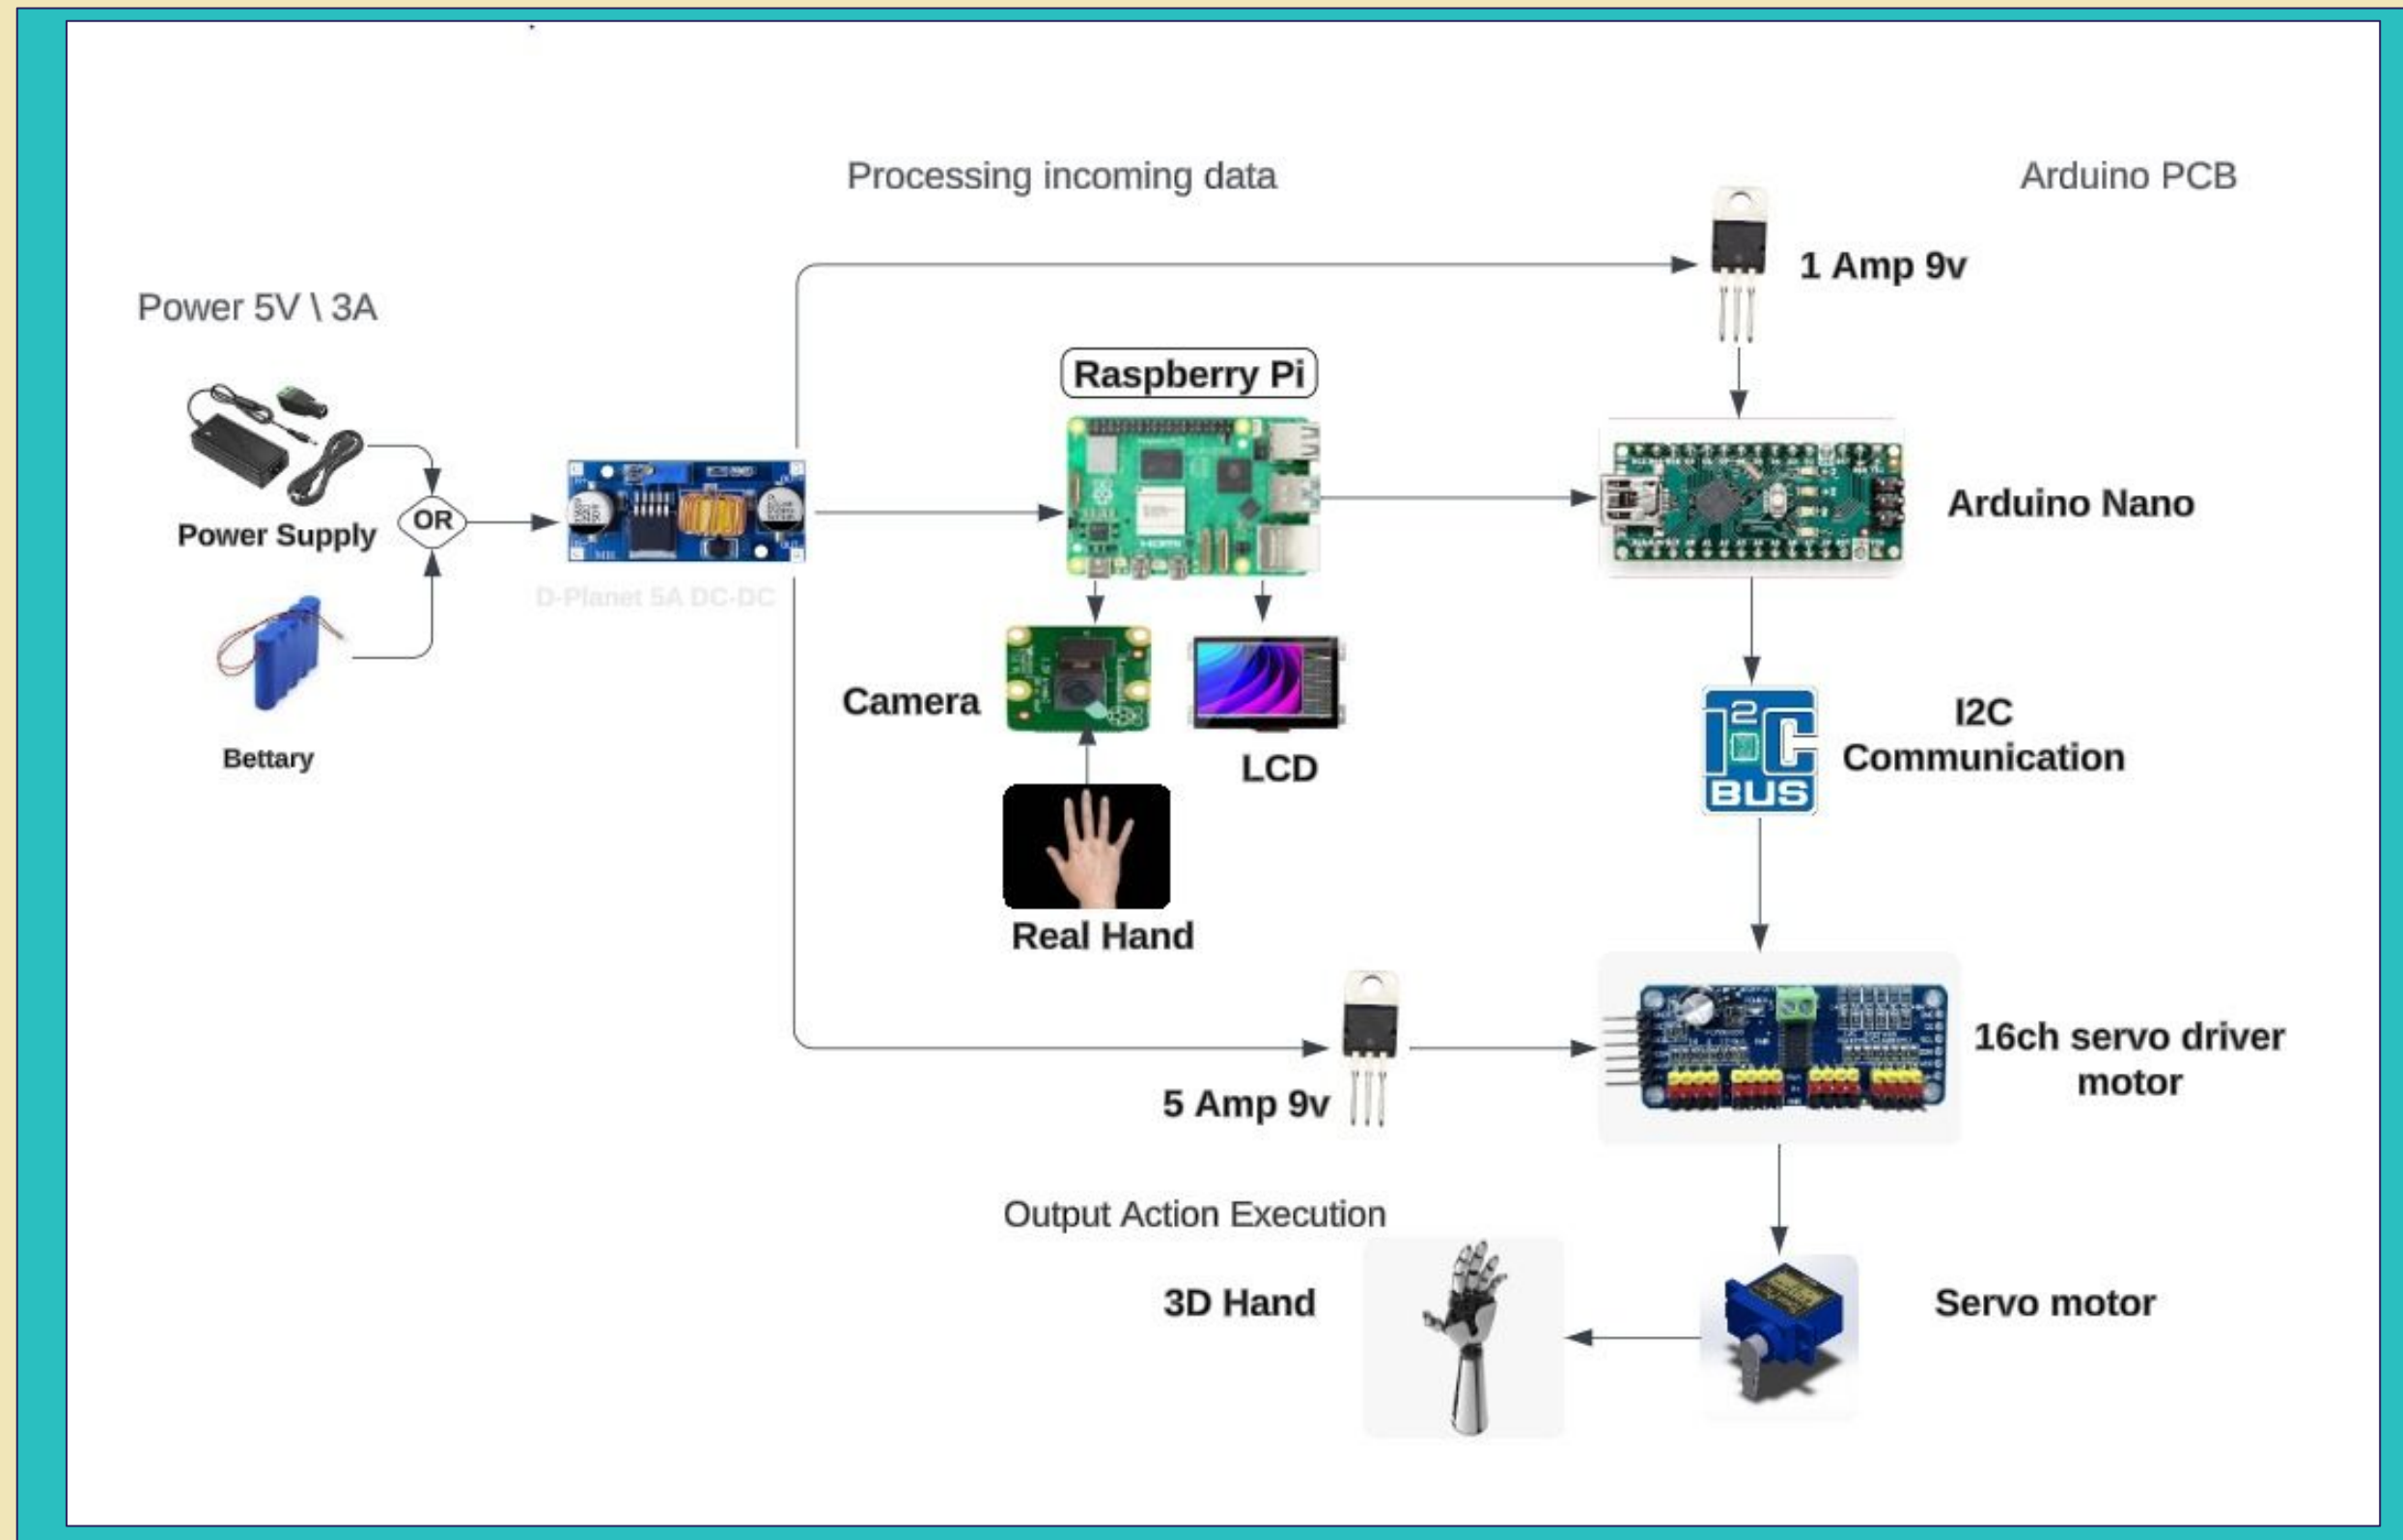 Processing incoming data
Arduino PCB
1 Amp 9v
Power 5V \ 3A
Raspberry Pi
Power Supply
OR
Arduino Nano
D-Planet 5A DC-DC
Bettary
Camera
LCD
I2C
Communication
I2C
BUS
Real Hand
5 Amp 9v
16ch servo driver
motor
Output Action Execution
3D Hand
Servo motor